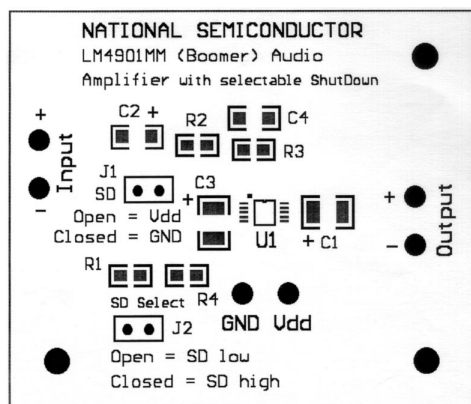 NATIONAL SEMICONDUCTOR
LM4901MM (Boomer) Audio
Amplifier with selectable ShutDown
+
Input
−
C2 +
R2
C4
R3
J1
SD
Open = Vdd
Closed = GND
+ C3
U1
+ C1
+
Output
−
R1
R4
SD Select
GND Vdd
J2
Open = SD low
Closed = SD high